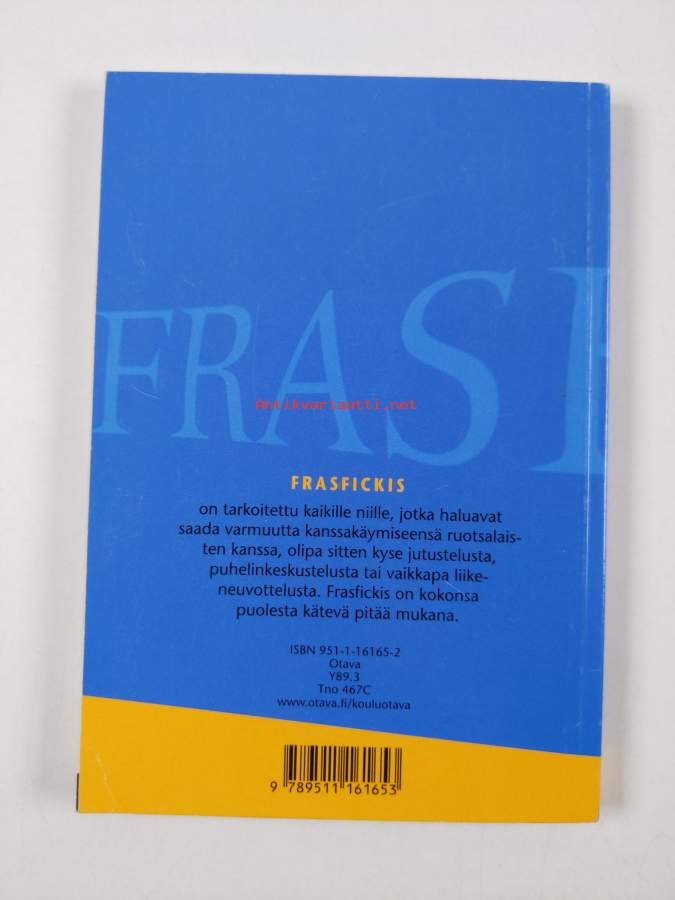 FRASF
Antikvariaatti.net
FRASFICKIS
on tarkoitettu kaikille niille, jotka haluavat
saada varmuutta kanssakäymiseensä ruotsalais-
ten kanssa, olipa sitten kyse jutustelusta,
puhelinkeskustelusta tai vaikkapa liike-
neuvottelusta. Frasfickis on kokonsa
puolesta kätevä pitää mukana.
ISBN 951-1-16165-2
Otava
Y89.3
Tno 467C
www.otava.fi/kouluotava
9 789511 161653